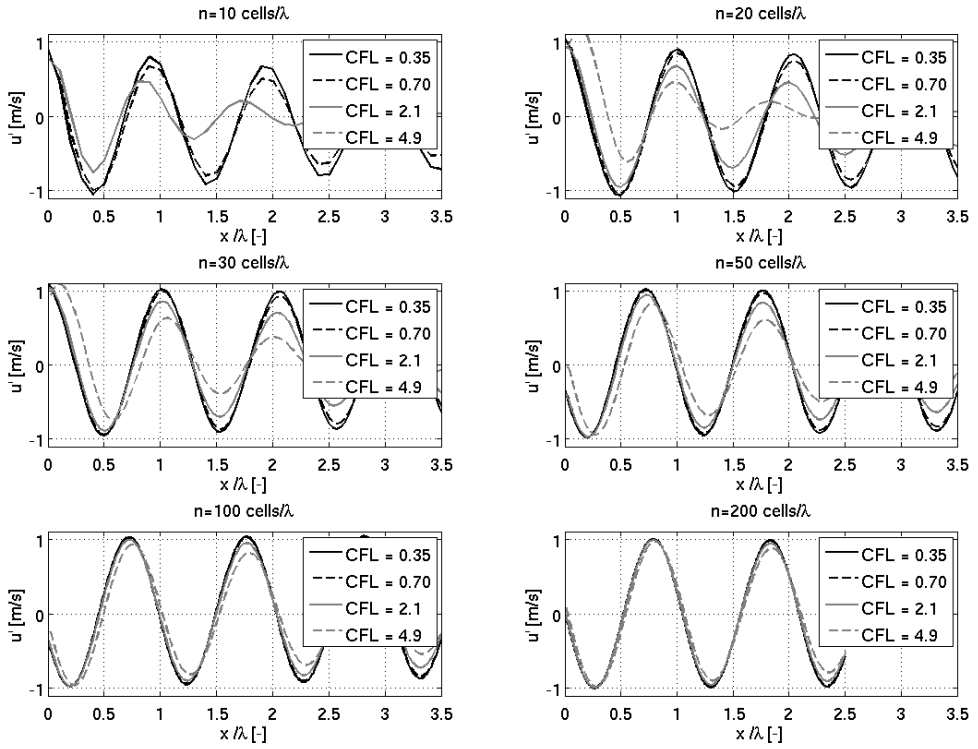 n=10 cells/λ
1
0
-1
u' [m/s]
0 0.5 1 1.5 2 2.5 3 3.5
x /λ [-]
CFL = 0.35
CFL = 0.70
CFL = 2.1
CFL = 4.9
n=20 cells/λ
1
0
-1
u' [m/s]
0 0.5 1 1.5 2 2.5 3 3.5
x /λ [-]
CFL = 0.35
CFL = 0.70
CFL = 2.1
CFL = 4.9
n=30 cells/λ
1
0
-1
u' [m/s]
0 0.5 1 1.5 2 2.5 3 3.5
x /λ [-]
CFL = 0.35
CFL = 0.70
CFL = 2.1
CFL = 4.9
n=50 cells/λ
1
0
-1
u' [m/s]
0 0.5 1 1.5 2 2.5 3 3.5
x /λ [-]
CFL = 0.35
CFL = 0.70
CFL = 2.1
CFL = 4.9
n=100 cells/λ
1
0
-1
u' [m/s]
0 0.5 1 1.5 2 2.5 3 3.5
x /λ [-]
CFL = 0.35
CFL = 0.70
CFL = 2.1
CFL = 4.9
n=200 cells/λ
1
0
-1
u' [m/s]
0 0.5 1 1.5 2 2.5 3 3.5
x /λ [-]
CFL = 0.35
CFL = 0.70
CFL = 2.1
CFL = 4.9